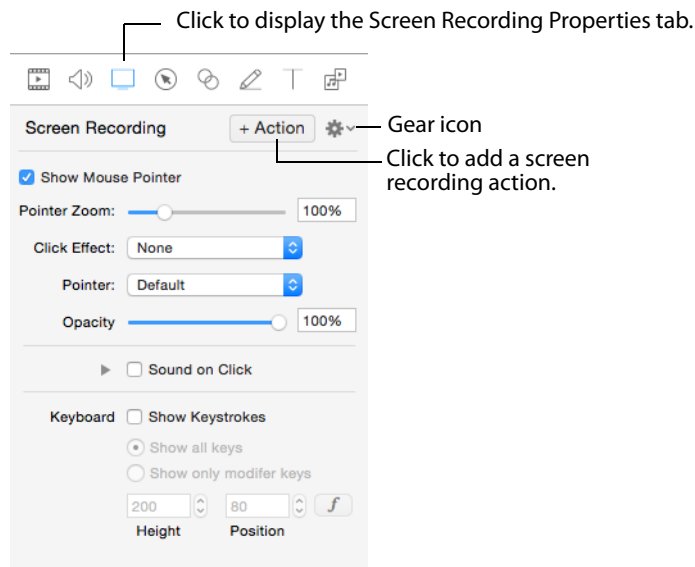 Click to display the Screen Recording Properties tab.
Screen Recording
+ Action
Gear icon
Click to add a screen
recording action.
Show Mouse Pointer
Pointer Zoom:
100%
Click Effect:
None
Pointer:
Default
Opacity
100%
Sound on Click
Keyboard
Show Keystrokes
Show all keys
Show only modifer keys
200
80
f
Height
Position